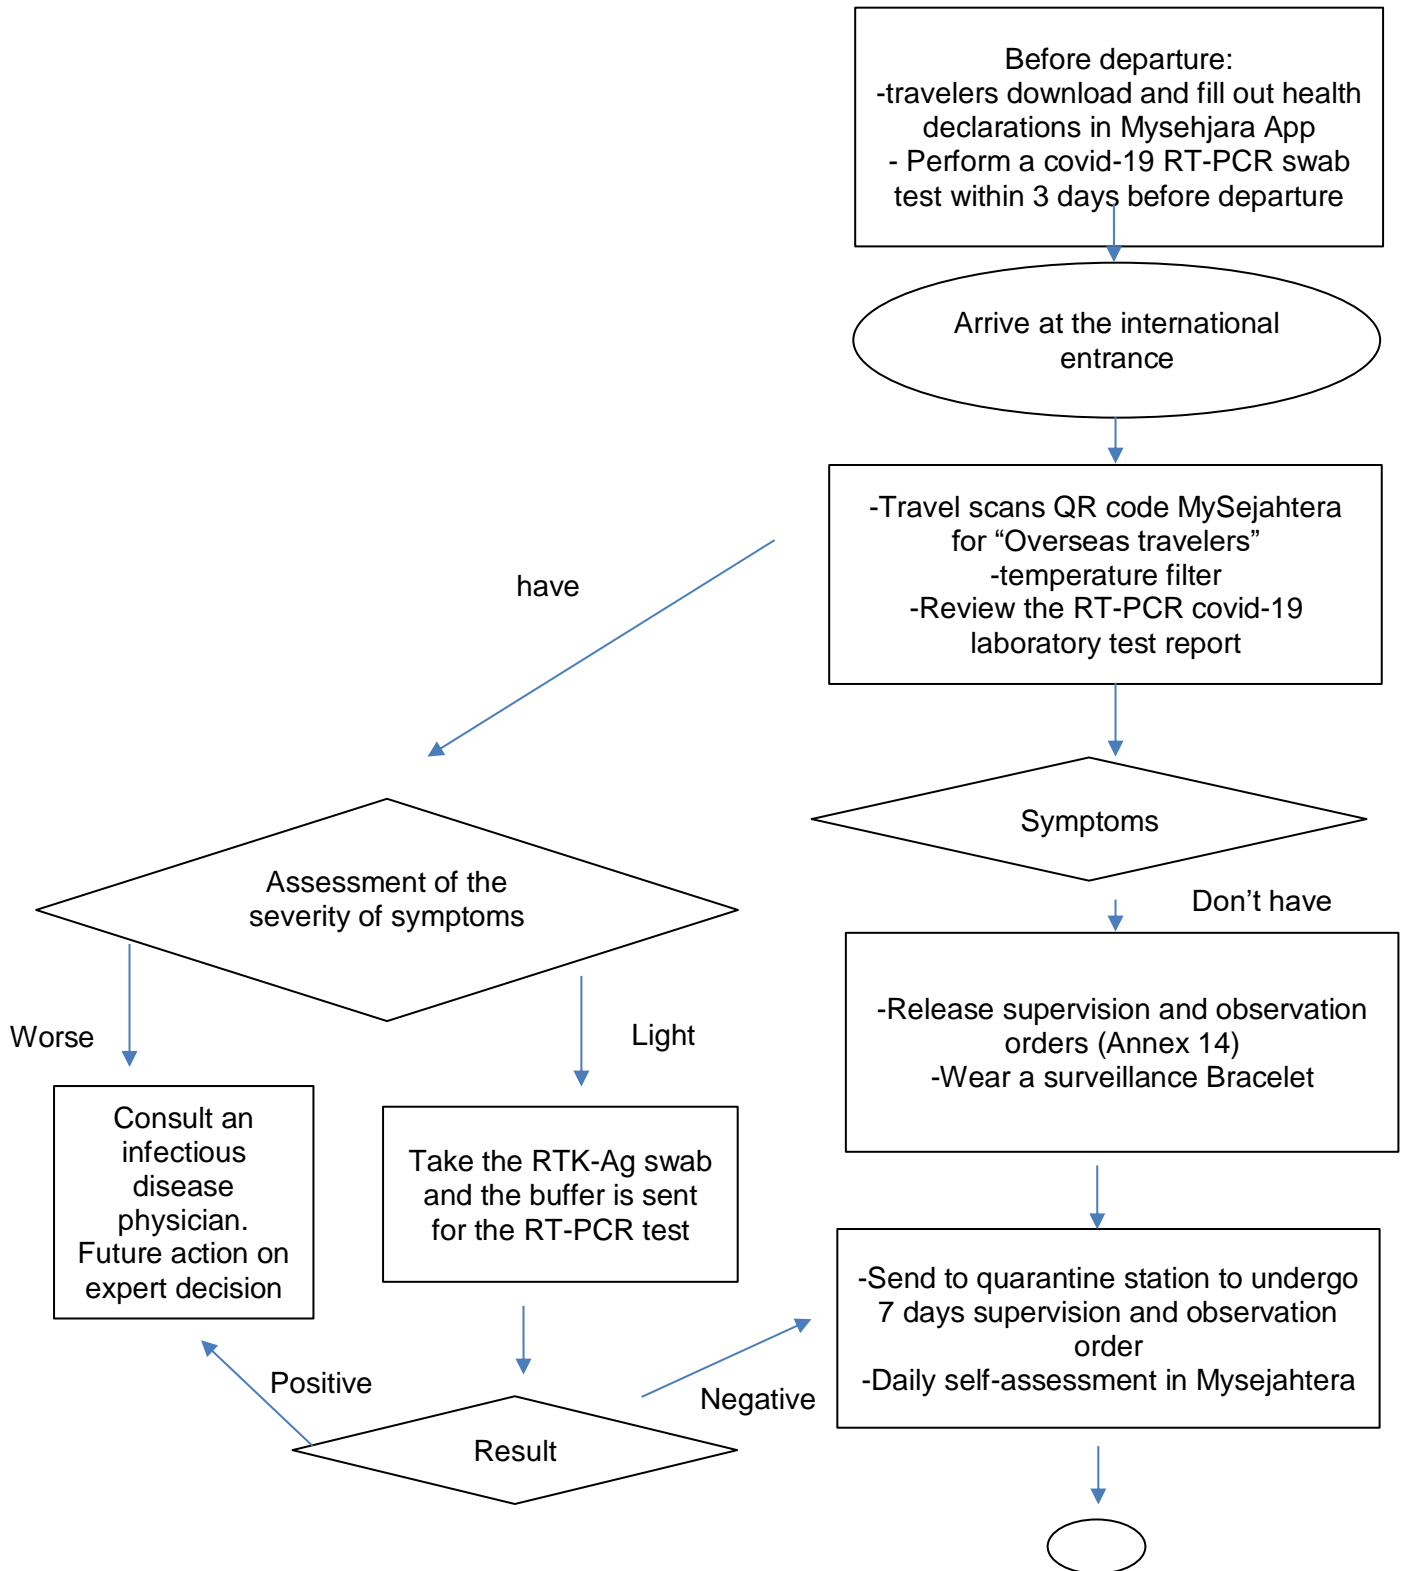 Before departure:
-travelers download and fill out health
declarations in Mysehjara App
- Perform a covid-19 RT-PCR swab
test within 3 days before departure
Arrive at the international
entrance
-Travel scans QR code MySejahtera
for “Overseas travelers”
-temperature filter
-Review the RT-PCR covid-19
laboratory test report
have
Symptoms
Assessment of the
severity of symptoms
Don’t have
-Release supervision and observation
orders (Annex 14)
-Wear a surveillance Bracelet
Worse
Light
Consult an
infectious
disease
physician.
Future action on
expert decision
Take the RTK-Ag swab
and the buffer is sent
for the RT-PCR test
-Send to quarantine station to undergo
7 days supervision and observation
order
-Daily self-assessment in Mysejahtera
Positive
Negative
Result